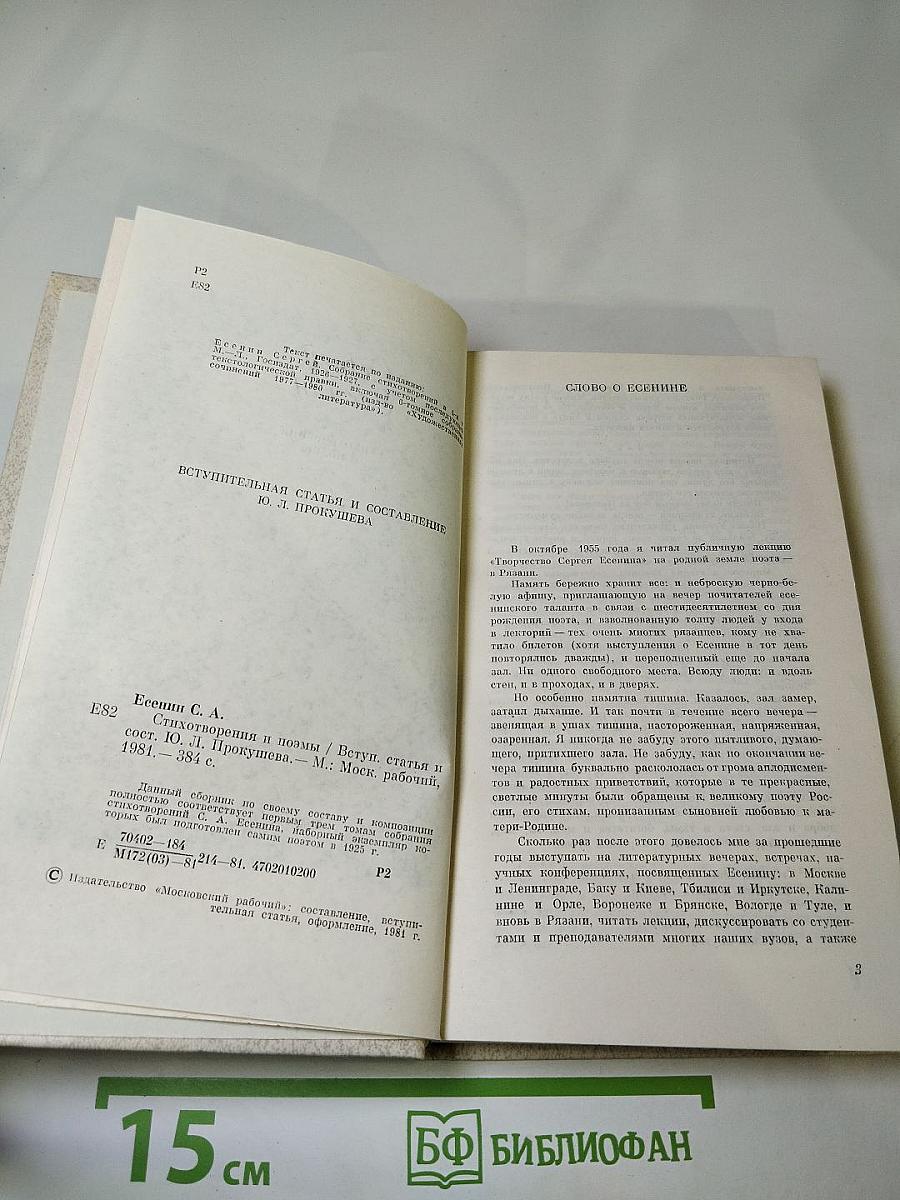 Р2
Е82
Текст печатается по изданию:
Есенин Сергей. Собрание стихотворений в 4-х т.
М.—Л., Госиздат, 1926—1927, с учетом последующей
текстологической правки, включая 6-томное собрание
сочинений 1977—1980 гг. (изд-во «Художественная
литература»).
ВСТУПИТЕЛЬНАЯ СТАТЬЯ И СОСТАВЛЕНИЕ
Ю. Л. ПРОКУШЕВА
Есенин С. А.
Е82 Стихотворения и поэмы / Вступ. статья и
сост. Ю. Л. Прокушева.— М.: Моск. рабочий,
1981.— 384 с.
Данный сборник по своему составу и композиции
полностью соответствует первым трем томам собрания
стихотворений С. А. Есенина, наборный экземпляр ко-
торых был подготовлен самим поэтом в 1925 г.
Е 70402—184
М172(03)—81 214—81. 4702010200 Р2
© Издательство «Московский рабочий»: составление, вступи-
тельная статья, оформление, 1981 г.
СЛОВО О ЕСЕНИНЕ
В октябре 1955 года я читал публичную лекцию
«Творчество Сергея Есенина» на родной земле поэта —
в Рязани.
Память бережно хранит все: и неброскую черно-бе-
лую афишу, приглашающую на вечер почитателей есе-
нинского таланта в связи с шестидесятилетием со дня
рождения поэта, и взволнованную толпу людей у входа
в лекторий — тех очень многих рязанцев, кому не хва-
тило билетов (хотя выступления о Есенине в тот день
повторялись дважды), и переполненный еще до начала
зал. Ни одного свободного места. Всюду люди: и вдоль
стен, и в проходах, и в дверях.
Но особенно памятна тишина. Казалось, зал замер,
затаил дыхание. И так почти в течение всего вечера —
звенящая в ушах тишина, настороженная, напряженная,
озаренная. Я никогда не забуду этого пытливого, думаю-
щего, притихшего зала. Не забуду, как по окончании ве-
чера тишина буквально раскололась от грома аплодисмен-
тов и радостных приветствий, которые в те прекрасные,
светлые минуты были обращены к великому поэту Рос-
сии, его стихам, пронизанным сыновней любовью к ма-
тери-Родине.
Сколько раз после этого довелось мне за прошедшие
годы выступать на литературных вечерах, встречах, на-
учных конференциях, посвященных Есенину: в Москве
и Ленинграде, Баку и Киеве, Тбилиси и Иркутске, Кали-
нине и Орле, Воронеже и Брянске, Вологде и Туле, и
вновь в Рязани, читать лекции, дискуссировать со студен-
тами и преподавателями многих наших вузов, а также
3
15 см
БФ БИБЛИОФАН